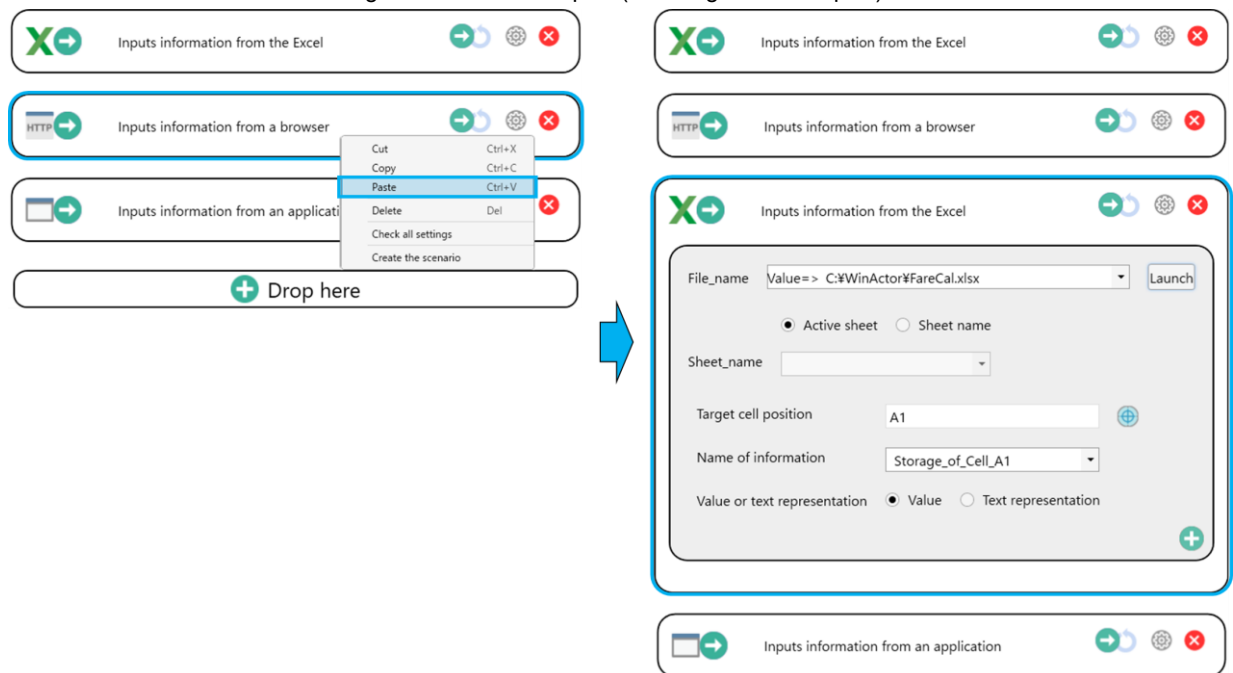 Inputs information from the Excel
HTTP
Inputs information from a browser
Cut Ctrl+X
Copy Ctrl+C
Paste Ctrl+V
Delete Del
Check all settings
Create the scenario
Inputs information from an applicati
Drop here
Inputs information from the Excel
HTTP
Inputs information from a browser
Inputs information from the Excel
File_name Value=> C:¥WinActor¥FareCal.xlsx Launch
Active sheet Sheet name
Sheet_name
Target cell position A1
Name of information Storage_of_Cell_A1
Value or text representation Value Text representation
Inputs information from an application